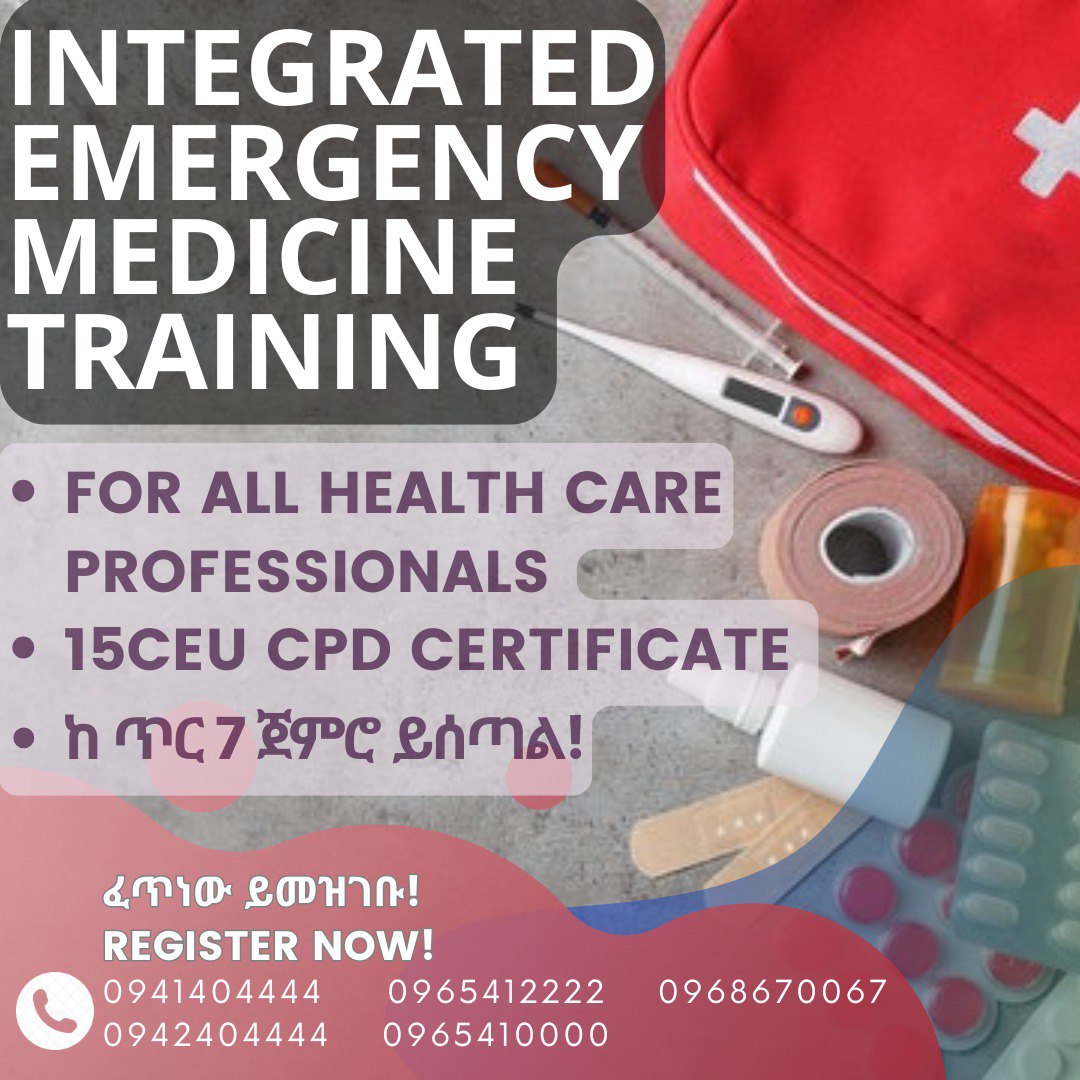 INTEGRATED
EMERGENCY
MEDICINE
TRAINING
• FOR ALL HEALTH CARE
PROFESSIONALS
• 15CEU CPD CERTIFICATE
• ከ ጥር 7 ጀምሮ ይሰጣል!
ፈጥነው ይመዝገቡ!
REGISTER NOW!
0941404444 0965412222 0968670067
0942404444 0965410000